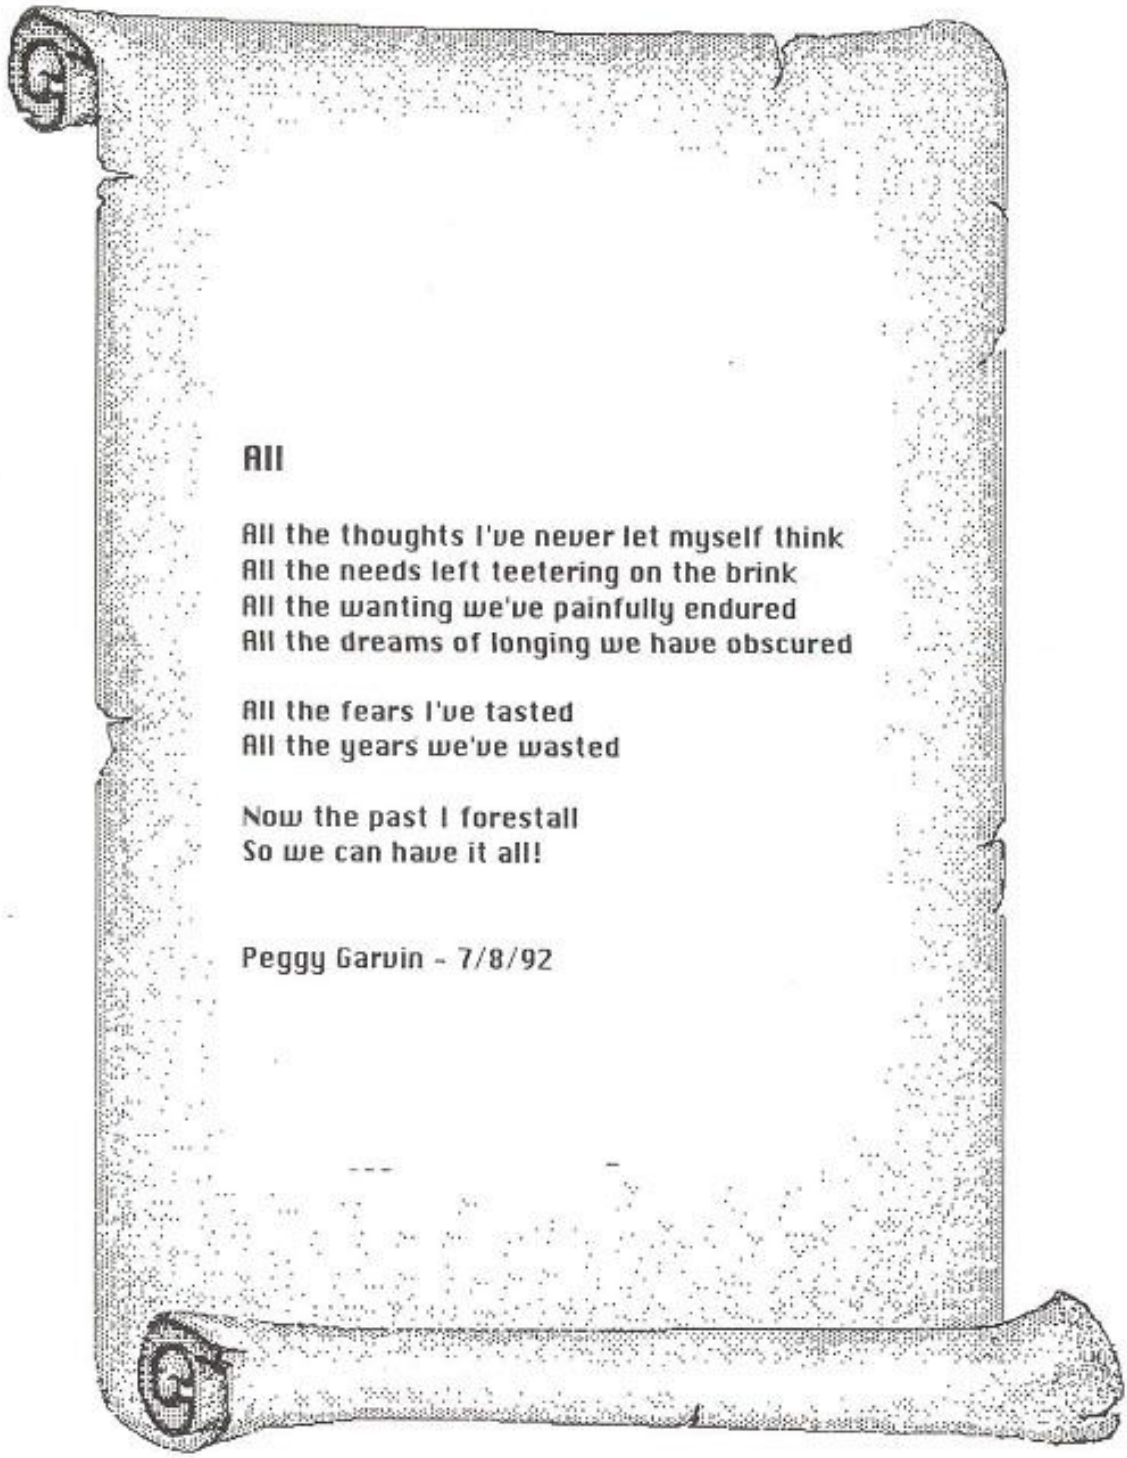 All
All the thoughts I've never let myself think
All the needs left teetering on the brink
All the wanting we've painfully endured
All the dreams of longing we have obscured
All the fears I've tasted
All the years we've wasted
Now the past I forestall
So we can have it all!
Peggy Garvin - 7/8/92